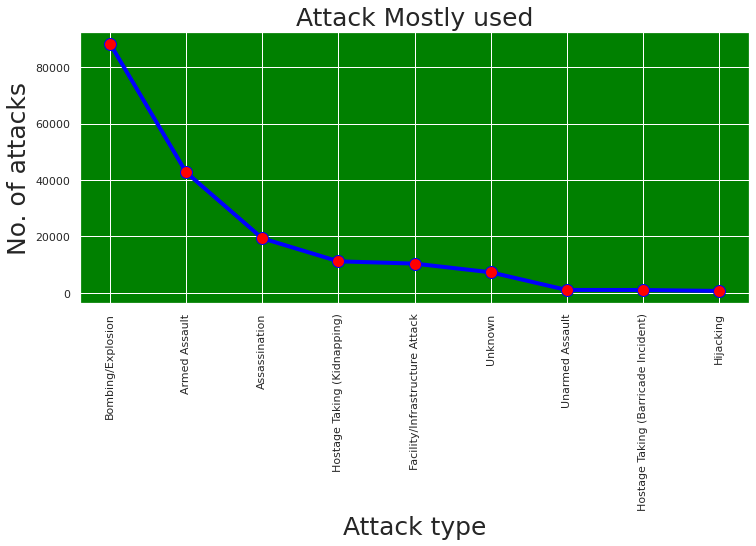 Attack Mostly used
No. of attacks
80000
60000
40000
20000
0
Bombing/Explosion
Armed Assault
Assassination
Hostage Taking (Kidnapping)
Facility/Infrastructure Attack
Unknown
Unarmed Assault
Hostage Taking (Barricade Incident)
Hijacking
Attack type